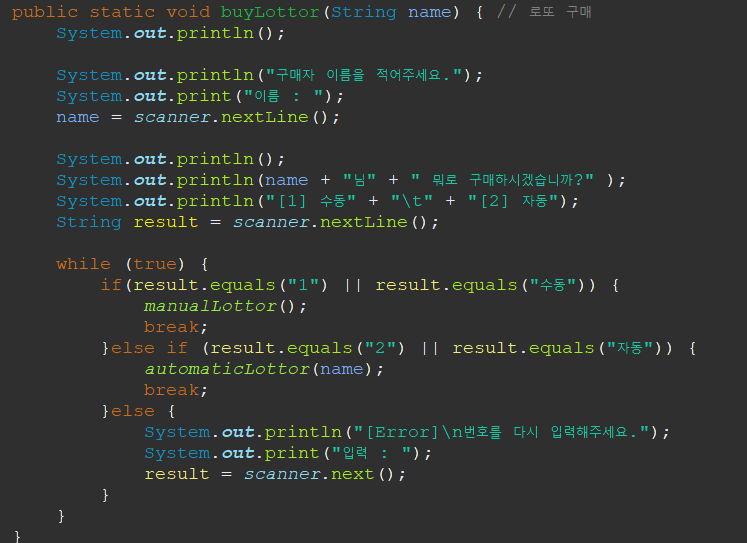 public static void buyLottor(String name) { // 로또 구매
System.out.println();
System.out.println("구매자 이름을 적어주세요.");
System.out.print("이름 : ");
name = scanner.nextLine();
System.out.println();
System.out.println(name + "님" + " 뭐로 구매하시겠습니까?" );
System.out.println("[1] 수동" + "\t" + "[2] 자동");
String result = scanner.nextLine();
while (true) {
if(result.equals("1") || result.equals("수동")) {
manualLottor();
break;
}else if (result.equals("2") || result.equals("자동")) {
automaticLottor(name);
break;
}else {
System.out.println("[Error]\n번호를 다시 입력해주세요.");
System.out.print("입력 : ");
result = scanner.next();
}
}
}